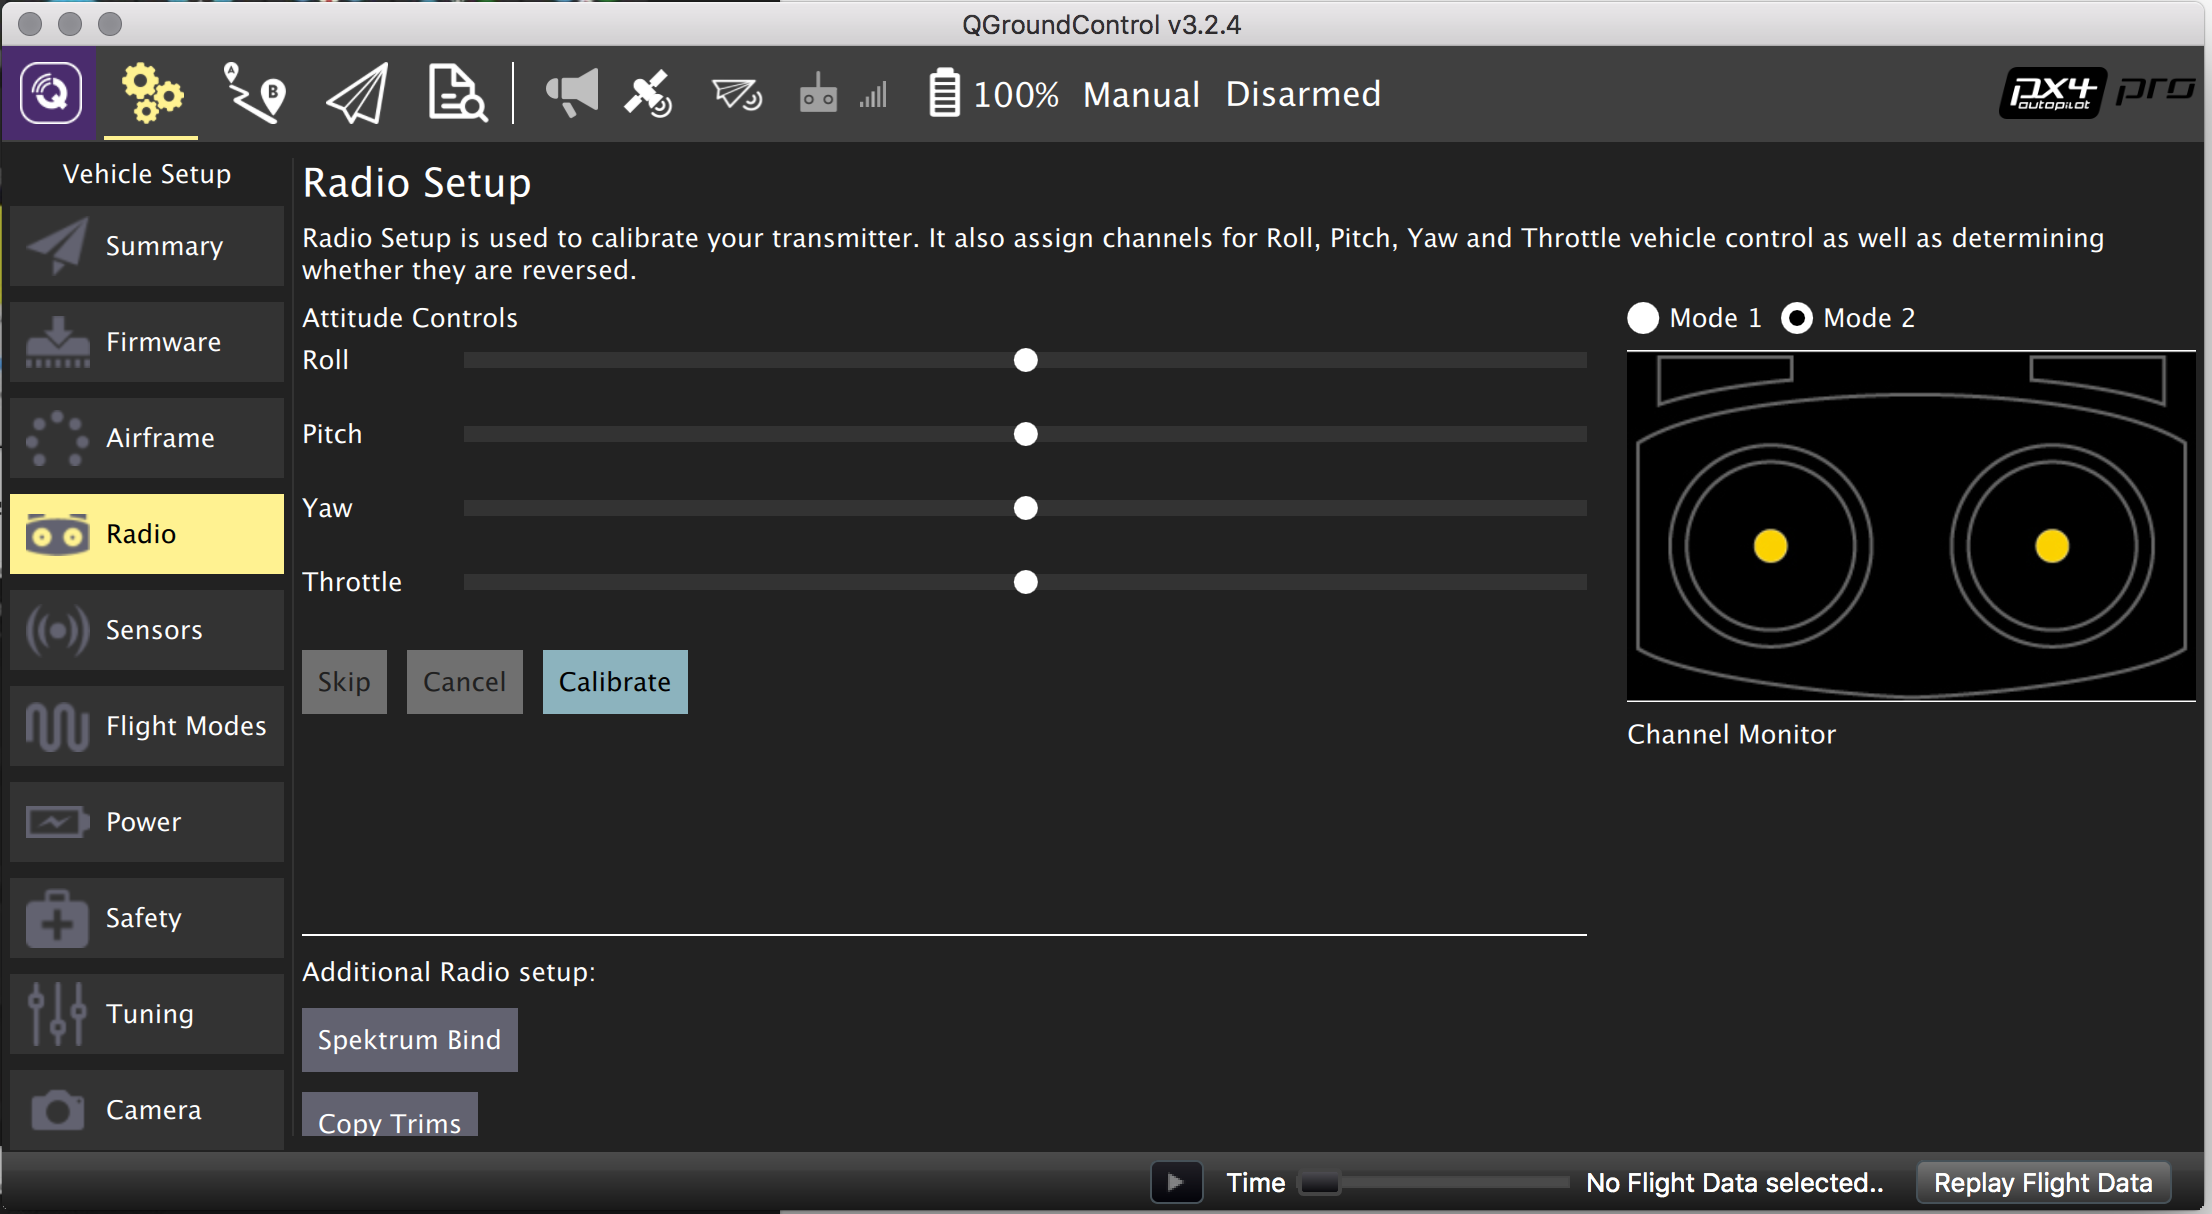 QGroundControl v3.2.4
A
B
100% Manual Disarmed
px4 pro
autopilot
Vehicle Setup
Summary
Firmware
Airframe
Radio
Sensors
Flight Modes
Power
Safety
Tuning
Camera
Radio Setup
Radio Setup is used to calibrate your transmitter. It also assign channels for Roll, Pitch, Yaw and Throttle vehicle control as well as determining
whether they are reversed.
Attitude Controls
Roll
Pitch
Yaw
Throttle
Skip Cancel Calibrate
Mode 1 Mode 2
Channel Monitor
Additional Radio setup:
Spektrum Bind
Copy Trims
Time No Flight Data selected.. Replay Flight Data